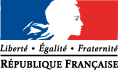 Liberté • Égalité • Fraternité
RÉPUBLIQUE FRANÇAISE